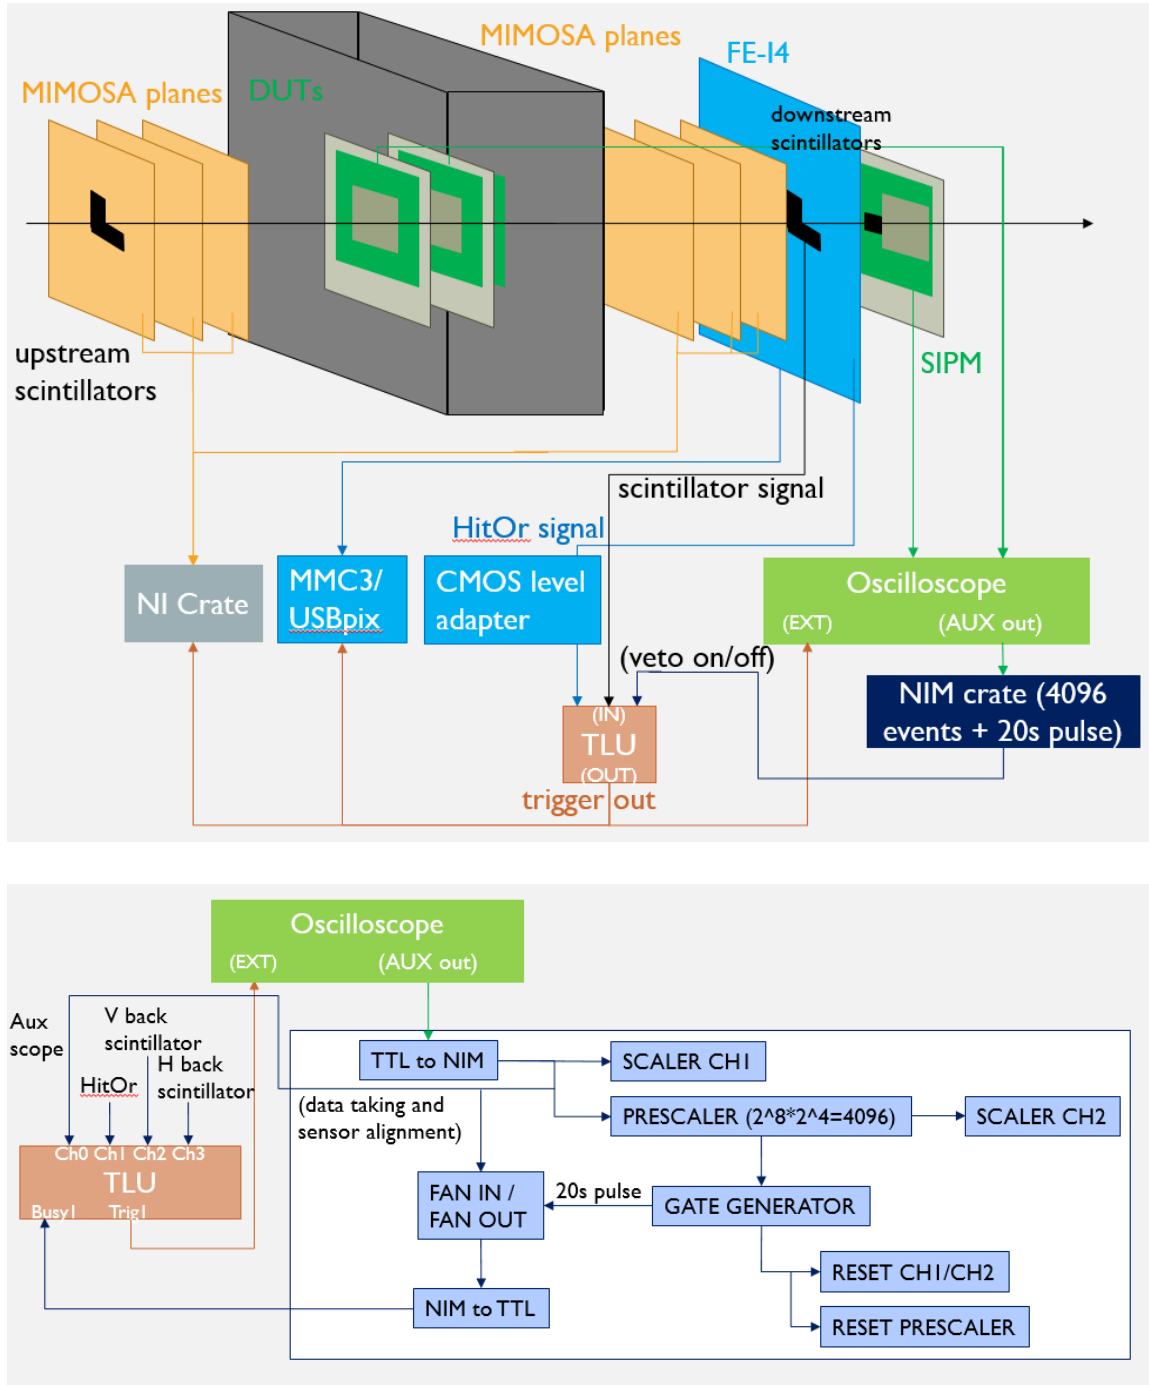 MIMOSA planes
FE-I4
MIMOSA planes
DUTs
downstream
scintillators
upstream
scintillators
SIPM
scintillator signal
HitOr signal
NI Crate
MMC3/
USBpix
CMOS level
adapter
Oscilloscope
(EXT)
(AUX out)
(veto on/off)
NIM crate (4096
events + 20s pulse)
(IN)
TLU
(OUT)
trigger out
Oscilloscope
(EXT)
(AUX out)
Aux
scope
V back
scintillator
H back
scintillator
HitOr
TTL to NIM
SCALER CH1
(data taking and
sensor alignment)
PRESCALER (2^8*2^4=4096)
SCALER CH2
Ch0 Ch1 Ch2 Ch3
TLU
Busy1
Trig1
FAN IN /
FAN OUT
20s pulse
GATE GENERATOR
RESET CH1/CH2
NIM to TTL
RESET PRESCALER